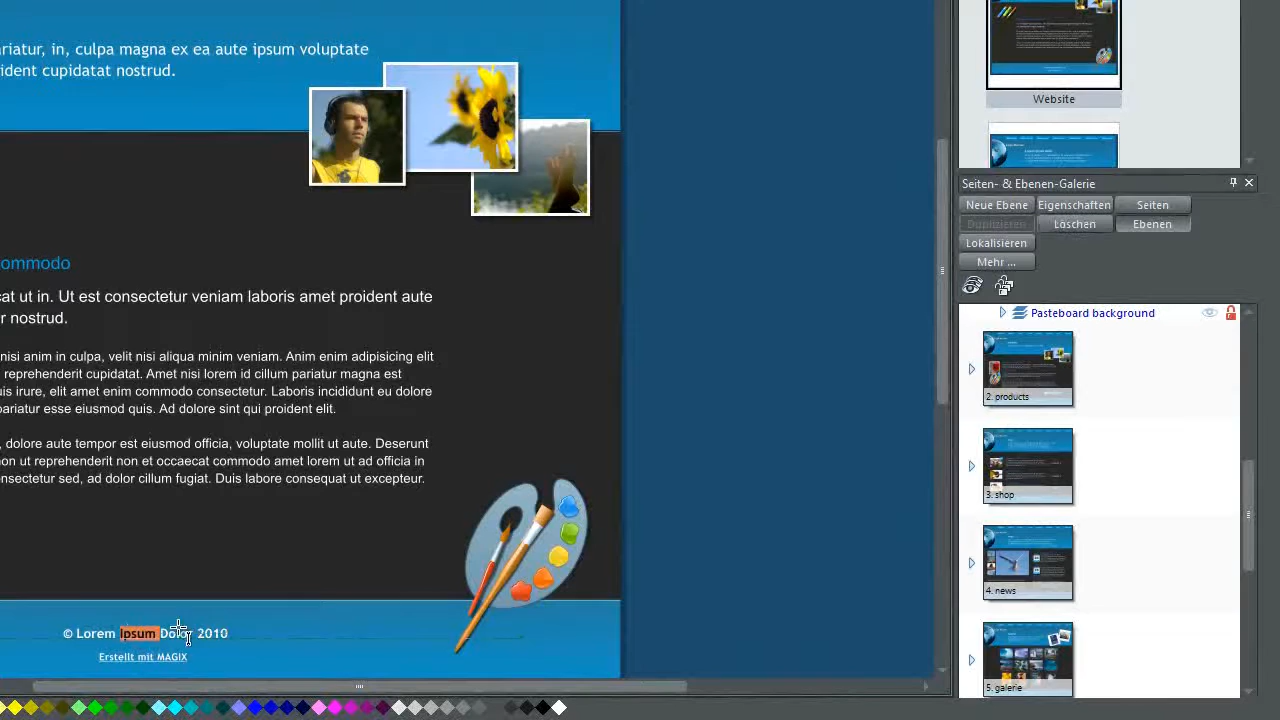 ariatur, in, culpa magna ex ea aute ipsum voluptate
ident cupidatat nostrud.
ommodo
cat ut in. Ut est consectetur veniam laboris amet proident aute
r nostrud.
nisi anim in culpa, velit nisi aliqua minim veniam. Anim enim adipisicing elit
reprehenderit cupidatat. Amet nisi lorem id cillum pariatur magna est
uis irure, elit amet enim commodo consectetur. Laboris incididunt eu dolore
pariatur esse eiusmod quis. Ad dolore sint qui proident elit.
, dolore aute tempor est eiusmod officia, voluptate mollit ut aute. Deserunt
non ut reprehenderit non et occaecat commodo amet enim, ad officia in
nsectetur sed, ad dolor cillum fugiat. Duis labore sunt aliqua excepteur.
© Lorem Ipsum Dolor 2010
Erstellt mit MAGIX
Website
Seiten- & Ebenen-Galerie
Neue Ebene Eigenschaften Seiten
Duplizieren Löschen Ebenen
Lokalisieren
Mehr ...
Pasteboard background
2. products
3. shop
4. news
5. galerie